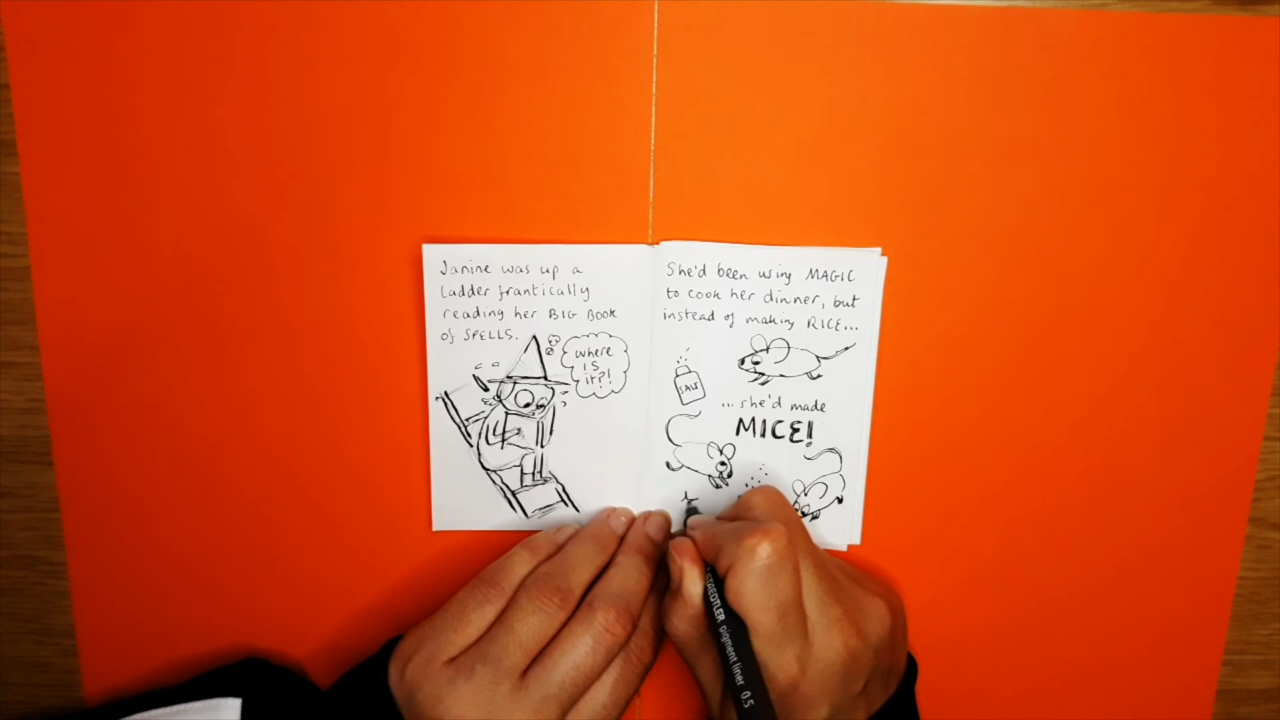 Janine was up a
ladder frantically
reading her BIG BOOK
of SPELLS.
where
is
it?!
She'd been using MAGIC
to cook her dinner, but
instead of making RICE...
SALT
... she'd made
MICE!
STAEDTLER pigment liner 0.5